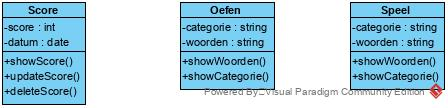 Score
-score : int
-datum : date
+showScore()
+updateScore()
+deleteScore()
Oefen
-categorie : string
-woorden : string
+showWoorden()
+showCategorie()
Speel
-categorie : string
-woorden : string
+showWoorden()
+showCategorie()
Powered By Visual Paradigm Community Edition